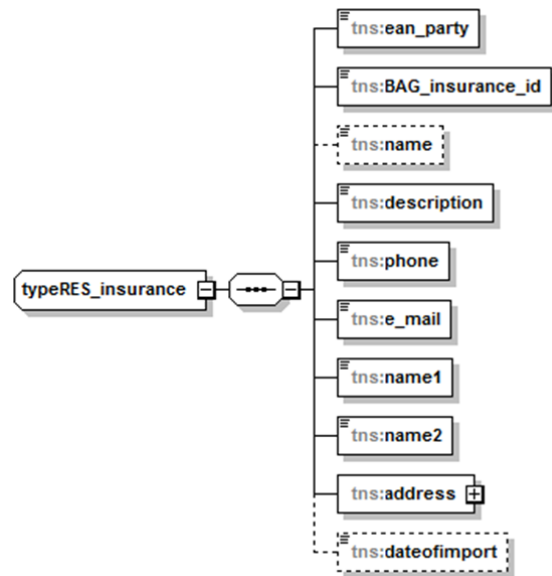 tns:ean_party
tns:BAG_insurance_id
tns:name
tns:description
typeRES_insurance
tns:phone
tns:e_mail
tns:name1
tns:name2
tns:address
tns:dateofimport